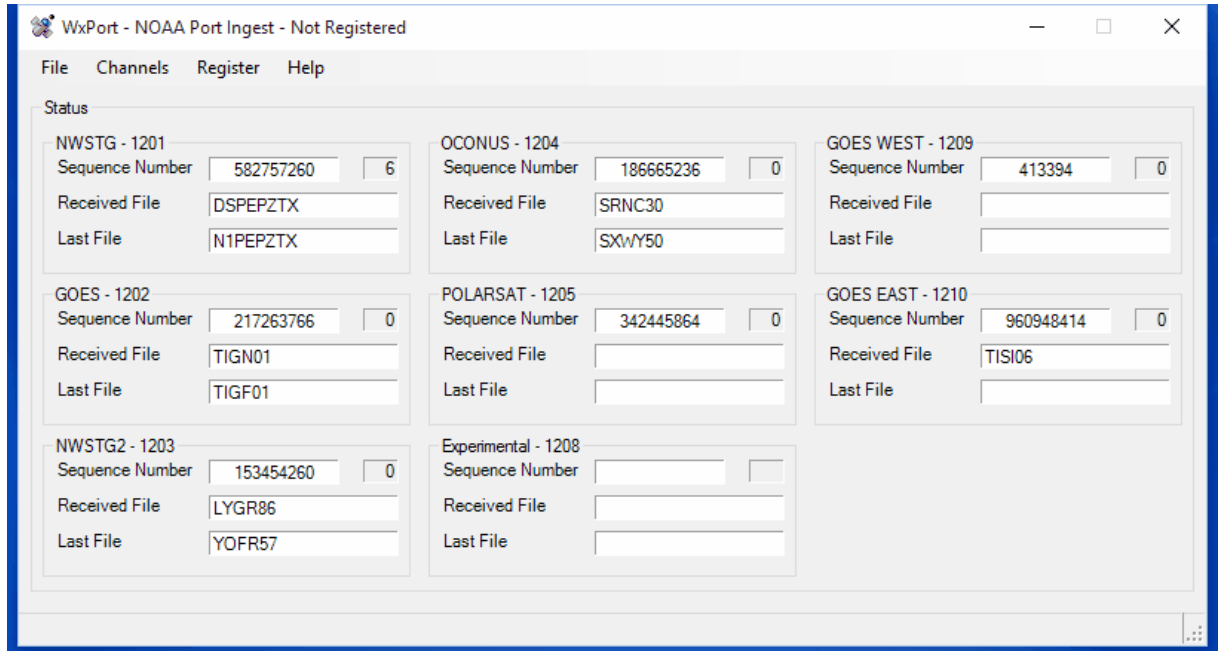 WxPort - NOAA Port Ingest - Not Registered
File Channels Register Help
Status
NWSTG - 1201
Sequence Number 582757260 6
Received File DSPEPZTX
Last File N1PEPZTX
OCONUS - 1204
Sequence Number 186665236 0
Received File SRNC30
Last File SXWY50
GOES WEST - 1209
Sequence Number 413394 0
Received File
Last File
GOES - 1202
Sequence Number 217263766 0
Received File TIGN01
Last File TIGF01
POLARSAT - 1205
Sequence Number 342445864 0
Received File
Last File
GOES EAST - 1210
Sequence Number 960948414 0
Received File TISI06
Last File
NWSTG2 - 1203
Sequence Number 153454260 0
Received File LYGR86
Last File YOFR57
Experimental - 1208
Sequence Number
Received File
Last File